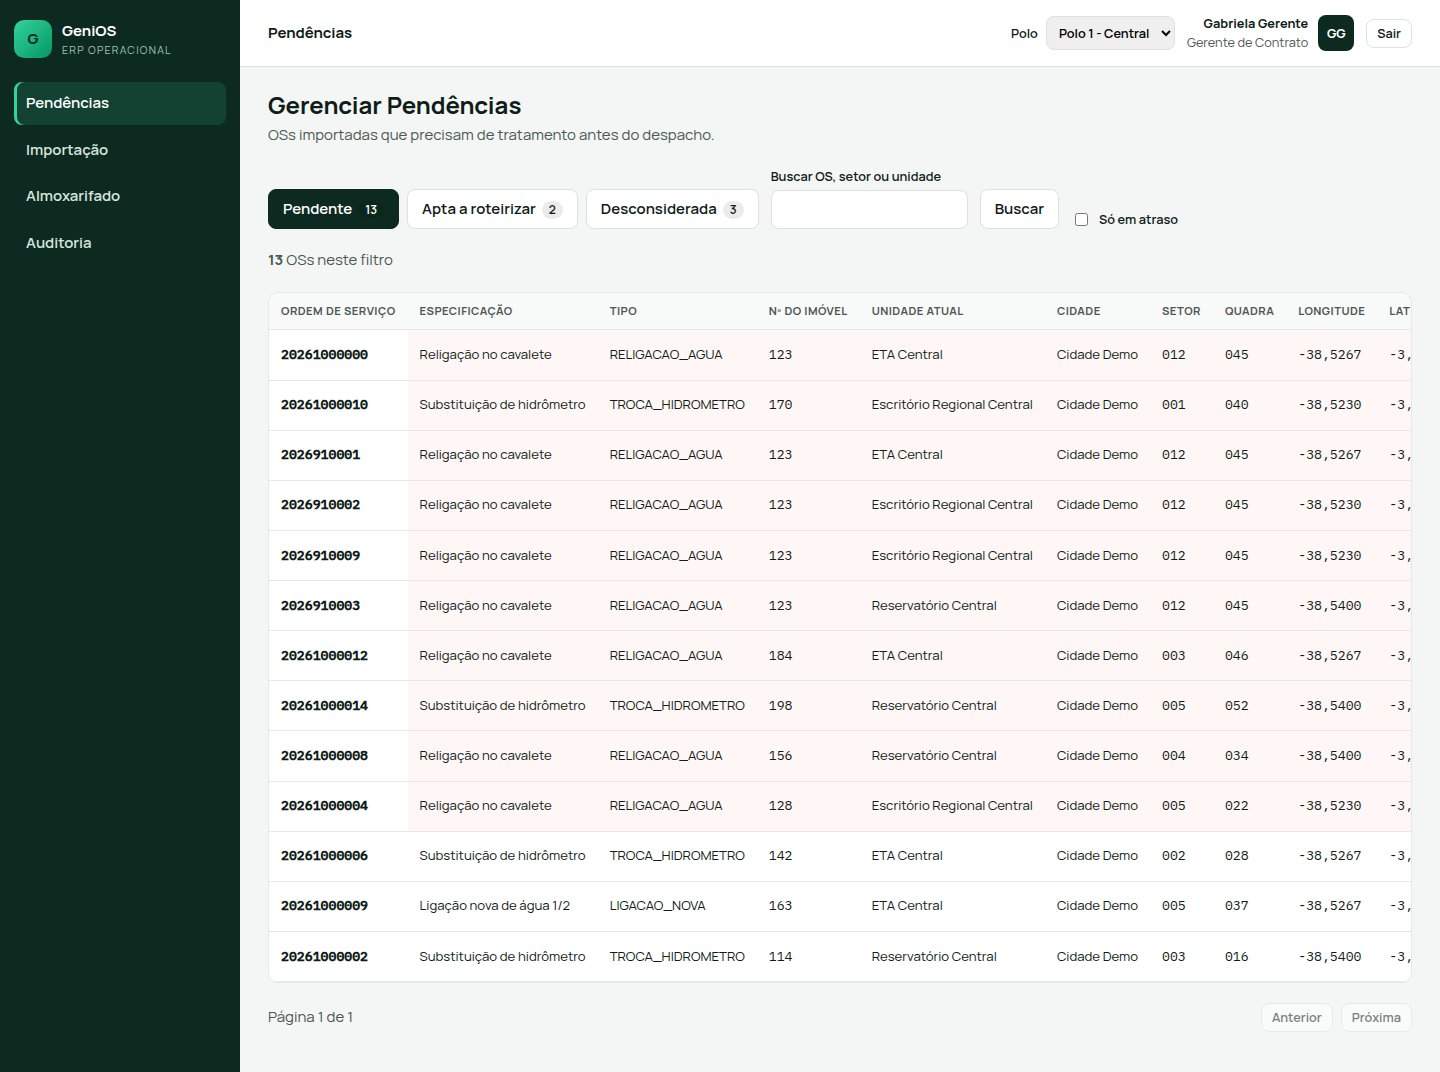 G
GeniOS
ERP OPERACIONAL
Pendências
Importação
Almoxarifado
Auditoria
Pendências
Polo
Polo 1 - Central
Gabriela Gerente
Gerente de Contrato
GG
Sair
Gerenciar Pendências
OSs importadas que precisam de tratamento antes do despacho.
Pendente 13
Apta a roteirizar 2
Desconsiderada 3
Buscar OS, setor ou unidade
Buscar
Só em atraso
13 OSs neste filtro
ORDEM DE SERVIÇO ESPECIFICAÇÃO TIPO Nº DO IMÓVEL UNIDADE ATUAL CIDADE SETOR QUADRA LONGITUDE LAT
20261000000 Religação no cavalete RELIGACAO_AGUA 123 ETA Central Cidade Demo 012 045 -38,5267 -3,
20261000010 Substituição de hidrômetro TROCA_HIDROMETRO 170 Escritório Regional Central Cidade Demo 001 040 -38,5230 -3,
2026910001 Religação no cavalete RELIGACAO_AGUA 123 ETA Central Cidade Demo 012 045 -38,5267 -3,
2026910002 Religação no cavalete RELIGACAO_AGUA 123 Escritório Regional Central Cidade Demo 012 045 -38,5230 -3,
2026910009 Religação no cavalete RELIGACAO_AGUA 123 Escritório Regional Central Cidade Demo 012 045 -38,5230 -3,
2026910003 Religação no cavalete RELIGACAO_AGUA 123 Reservatório Central Cidade Demo 012 045 -38,5400 -3,
20261000012 Religação no cavalete RELIGACAO_AGUA 184 ETA Central Cidade Demo 003 046 -38,5267 -3,
20261000014 Substituição de hidrômetro TROCA_HIDROMETRO 198 Reservatório Central Cidade Demo 005 052 -38,5400 -3,
20261000008 Religação no cavalete RELIGACAO_AGUA 156 Reservatório Central Cidade Demo 004 034 -38,5400 -3,
20261000004 Religação no cavalete RELIGACAO_AGUA 128 Escritório Regional Central Cidade Demo 005 022 -38,5230 -3,
20261000006 Substituição de hidrômetro TROCA_HIDROMETRO 142 ETA Central Cidade Demo 002 028 -38,5267 -3,
20261000009 Ligação nova de água 1/2 LIGACAO_NOVA 163 ETA Central Cidade Demo 005 037 -38,5267 -3,
20261000002 Substituição de hidrômetro TROCA_HIDROMETRO 114 Reservatório Central Cidade Demo 003 016 -38,5400 -3,
Página 1 de 1
Anterior
Próxima